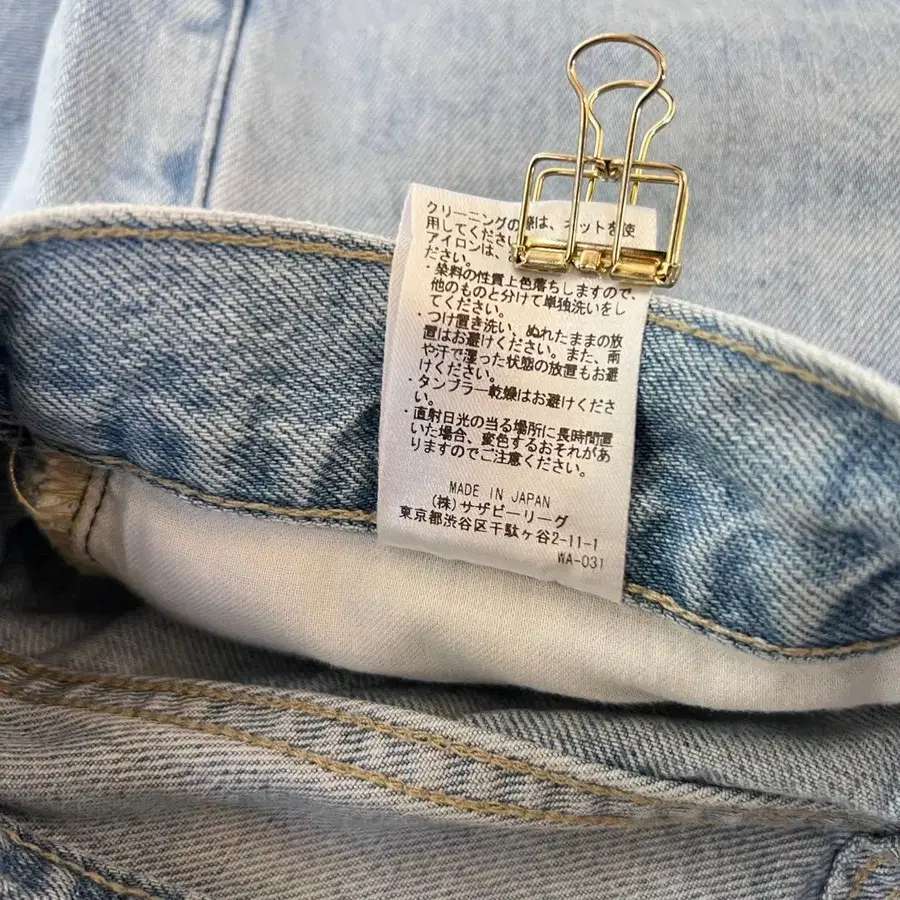 クリーニングの際は、ネットを使
用してくださ
アイロンは、
ださい。
・染料の性質上色落ちしますので、
他のものと分けて単独洗いをし
てください。
・つけ置き洗い、ぬれたままの放
置はお避けください。また、雨
や汗で湿った状態の放置もお避
けください。
・タンブラー乾燥はお避けくださ
い。
・直射日光の当る場所に長時間置
いた場合、変色するおそれがあ
りますのでご注意ください。
MADE IN JAPAN
(株)サザビーリーグ
東京都渋谷区千駄ヶ谷2-11-1
WA-031